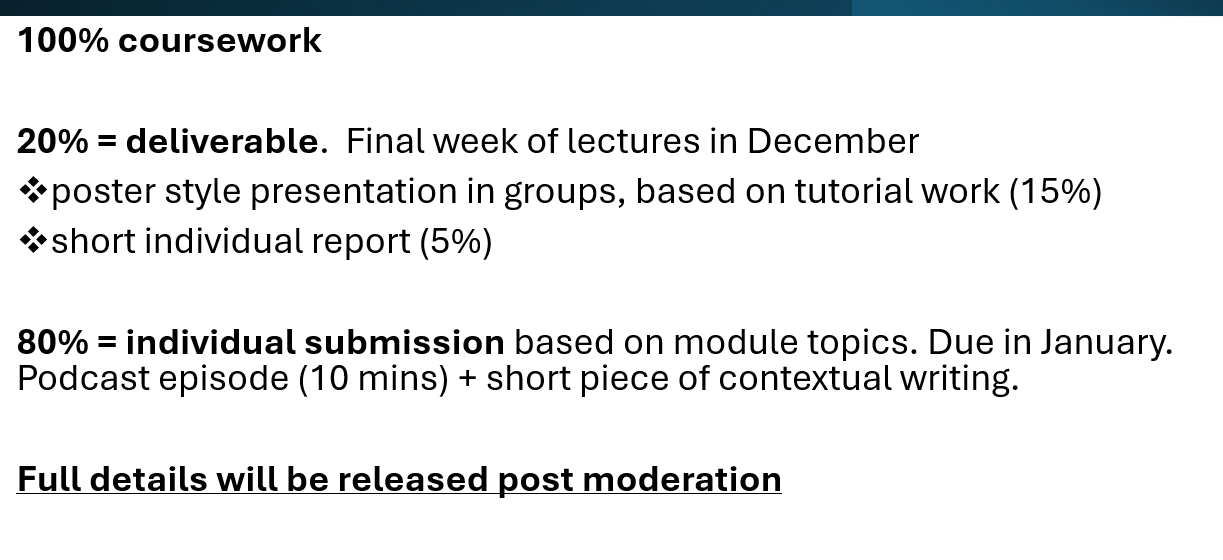 100% coursework
20% = deliverable.  Final week of lectures in December
❖poster style presentation in groups, based on tutorial work (15%)
❖short individual report (5%)
80% = individual submission based on module topics. Due in January.
Podcast episode (10 mins) + short piece of contextual writing.
Full details will be released post moderation